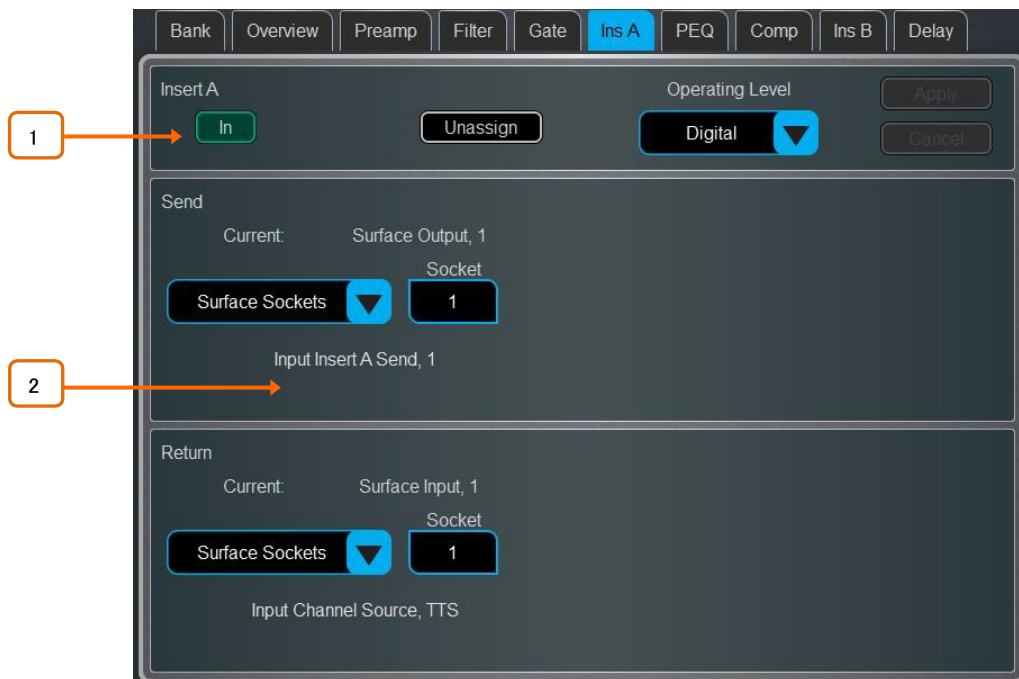 Bank Overview Preamp Filter Gate Ins A PEQ Comp Ins B Delay
Insert A
Operating Level
Apply
1
In
Unassign
Digital
Cancel
Send
Current: Surface Output, 1
Socket
Surface Sockets
1
Input Insert A Send, 1
2
Return
Current: Surface Input, 1
Socket
Surface Sockets
1
Input Channel Source, TTS